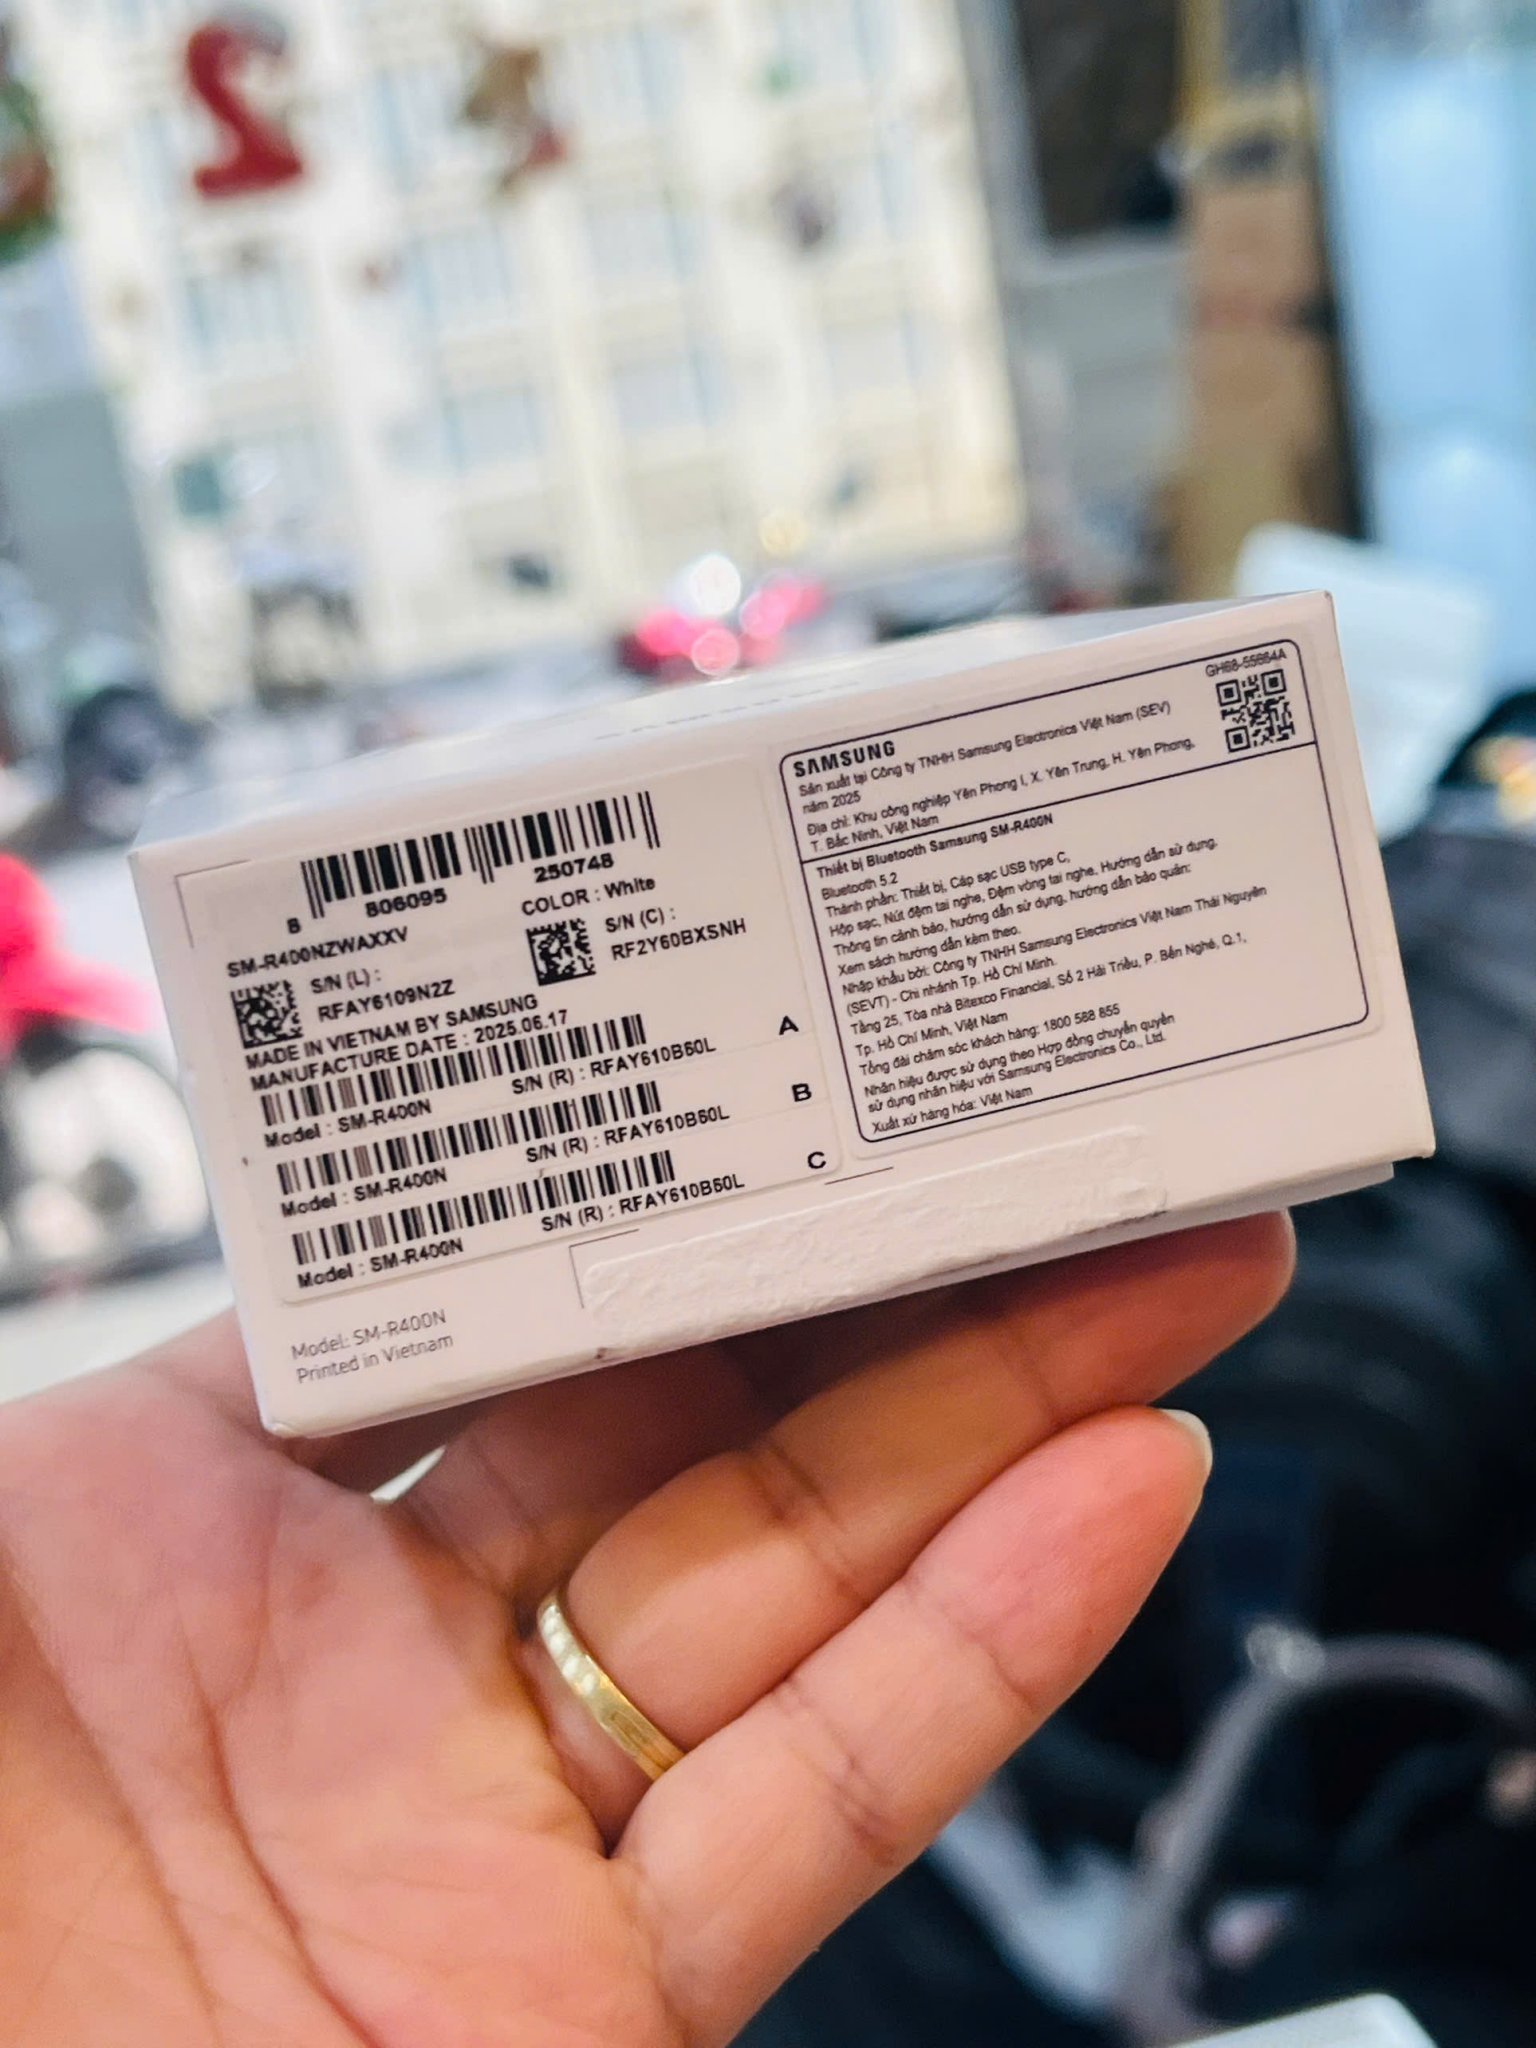 B
806095
250748
COLOR : White
SM-R400NZWAXXV
S/N (L) :
RFAY6109N2Z
S/N (C) :
RF2Y60BXSNH
MADE IN VIETNAM BY SAMSUNG
MANUFACTURE DATE : 2025.06.17
A
Model : SM-R400N S/N (R) : RFAY610B60L
B
Model : SM-R400N S/N (R) : RFAY610B60L
C
Model : SM-R400N S/N (R) : RFAY610B60L
Model: SM-R400N
Printed in Vietnam
GH68-55664A
SAMSUNG
Sản xuất tại Công ty TNHH Samsung Electronics Việt Nam (SEV)
năm 2025
Địa chỉ: Khu công nghiệp Yên Phong I, X. Yên Trung, H. Yên Phong,
T. Bắc Ninh, Việt Nam
Thiết bị Bluetooth Samsung SM-R400N
Bluetooth 5.2
Thành phần: Thiết bị, Cáp sạc USB type C,
Hộp sạc, Nút đệm tai nghe, Đệm vòng tai nghe, Hướng dẫn sử dụng.
Thông tin cảnh báo, hướng dẫn sử dụng, hướng dẫn bảo quản:
Xem sách hướng dẫn kèm theo.
Nhập khẩu bởi: Công ty TNHH Samsung Electronics Việt Nam Thái Nguyên
(SEVT) - Chi nhánh Tp. Hồ Chí Minh.
Tầng 25, Tòa nhà Bitexco Financial, Số 2 Hải Triều, P. Bến Nghé, Q.1,
Tp. Hồ Chí Minh, Việt Nam
Tổng đài chăm sóc khách hàng: 1800 588 855
Nhãn hiệu được sử dụng theo Hợp đồng chuyển quyền
sử dụng nhãn hiệu với Samsung Electronics Co., Ltd.
Xuất xứ hàng hóa: Việt Nam
2